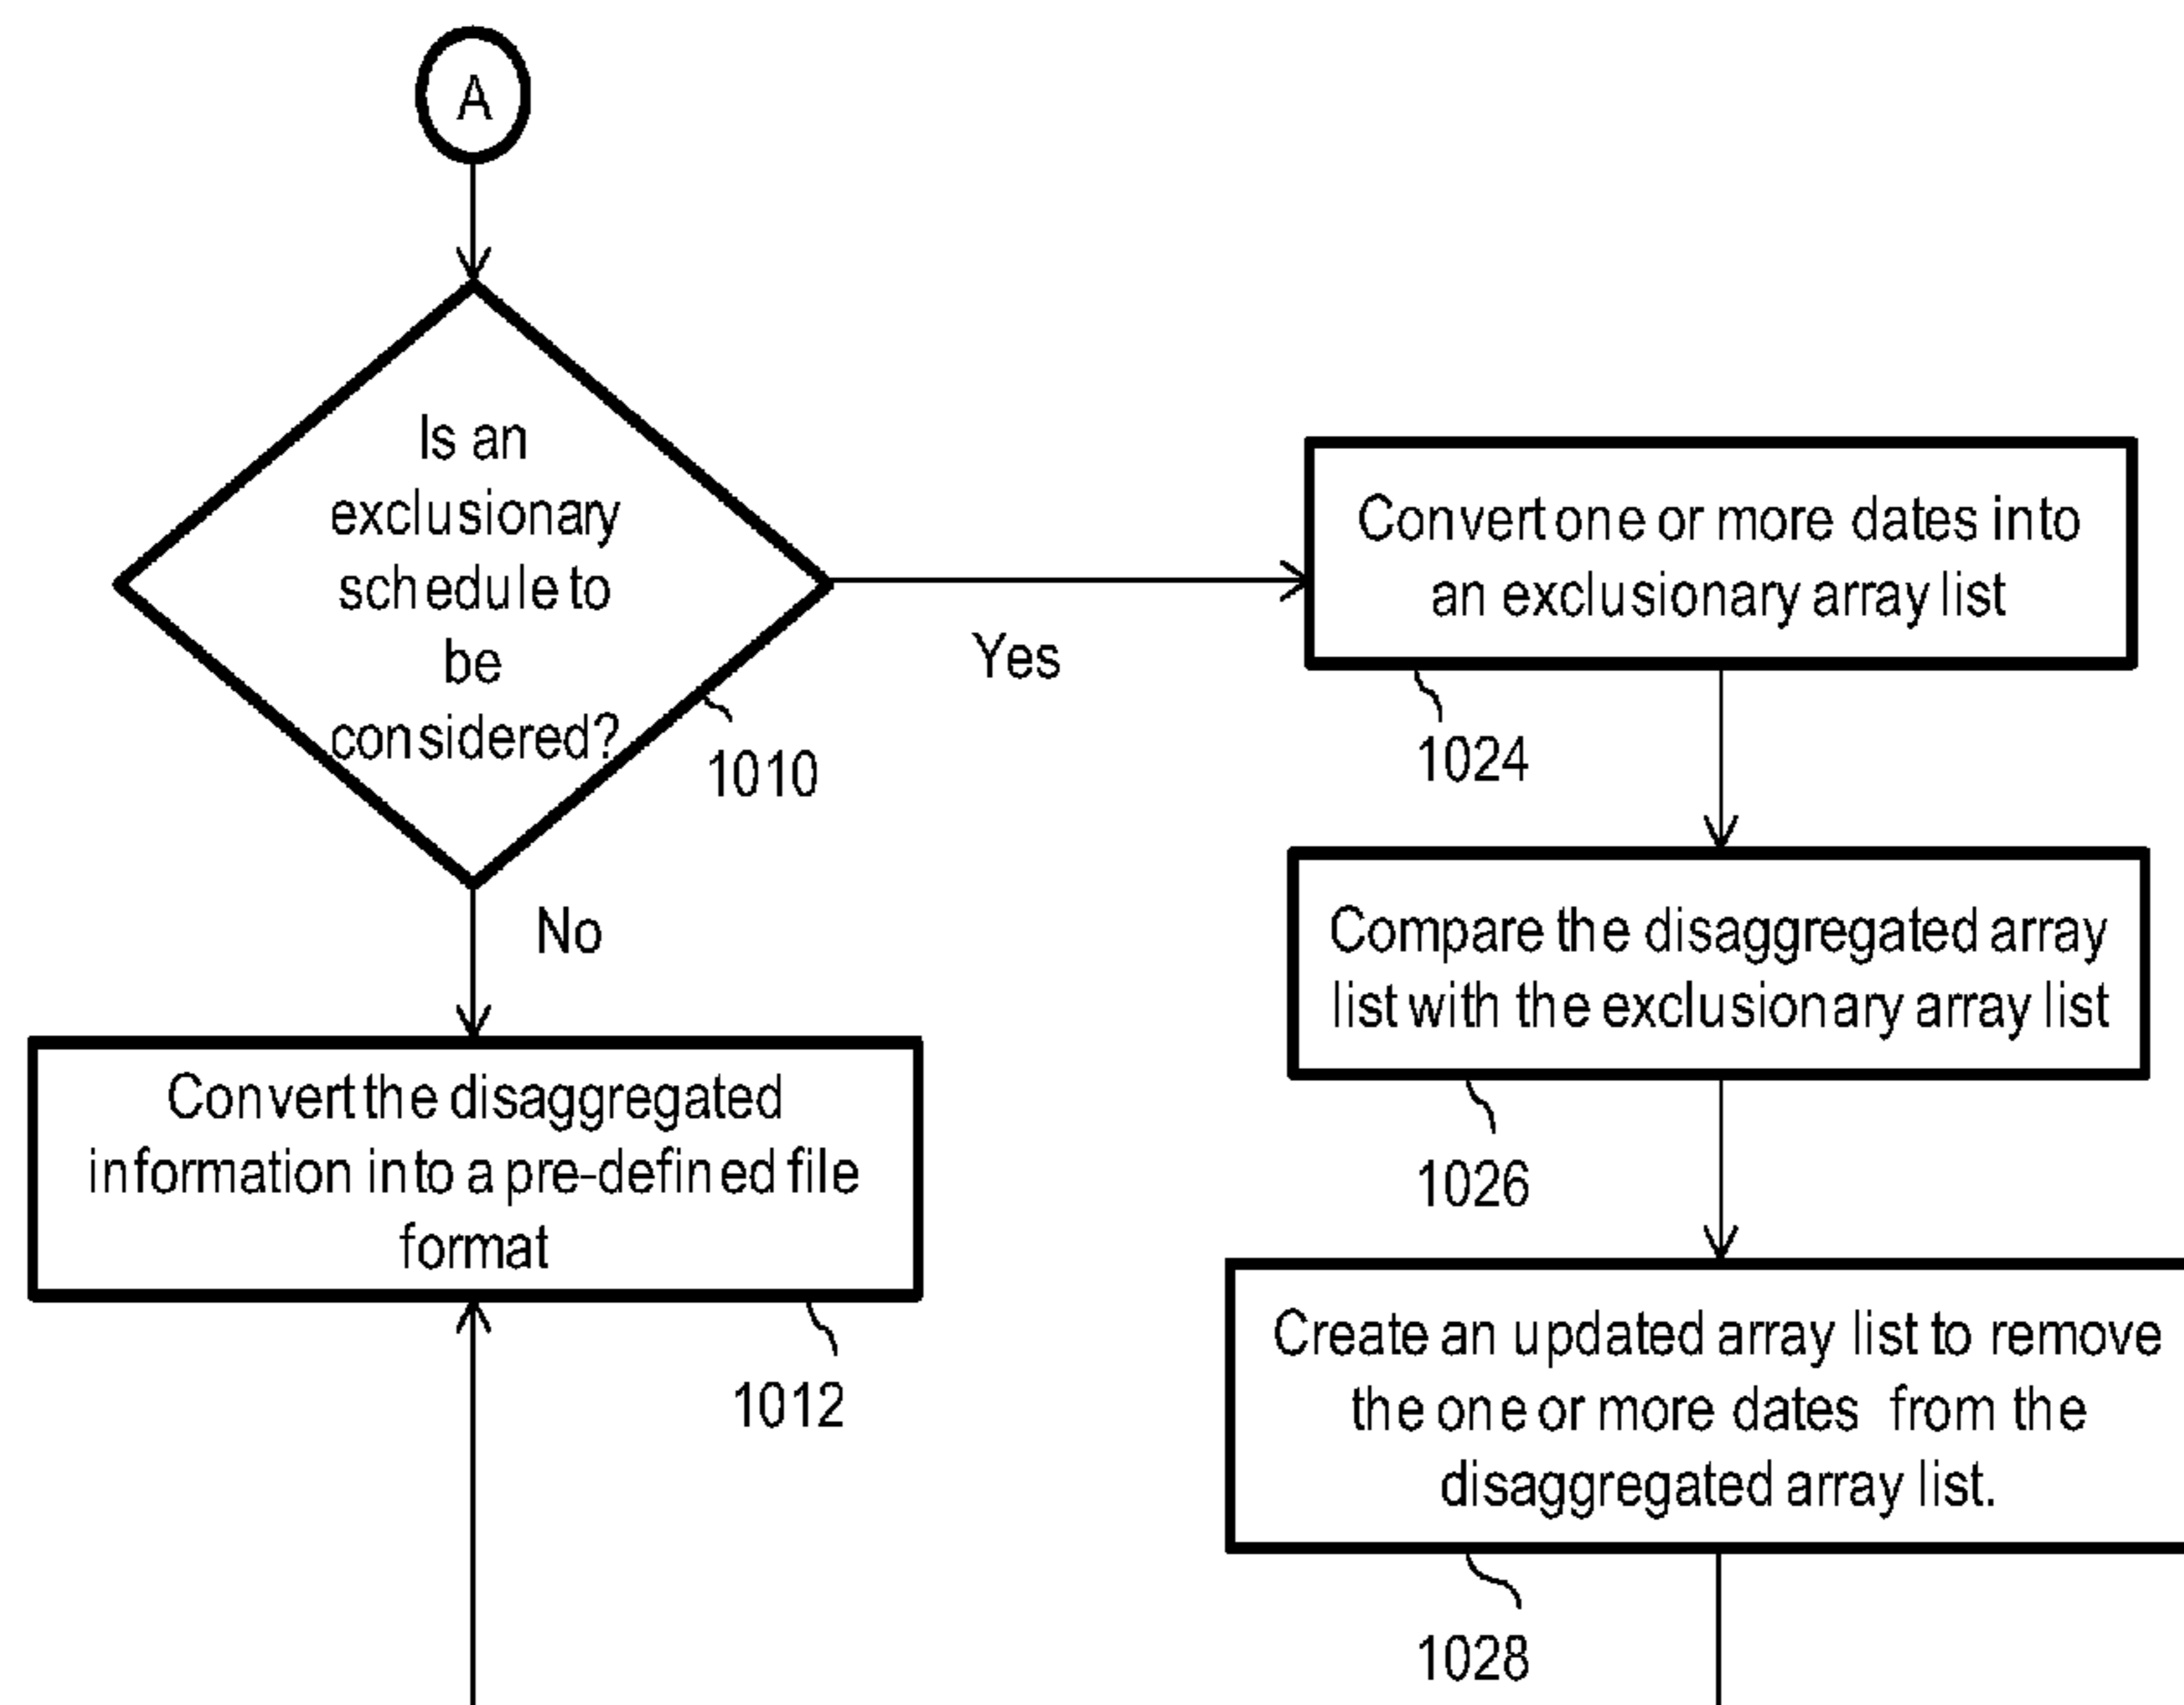 A
Is an
exclusionary
schedule to
be
considered?
1010
Yes
No
Convert the disaggregated
information into a pre-defined file
format
1012
Convert one or more dates into
an exclusionary array list
1024
Compare the disaggregated array
list with the exclusionary array list
1026
Create an updated array list to remove
the one or more dates from the
disaggregated array list.
1028